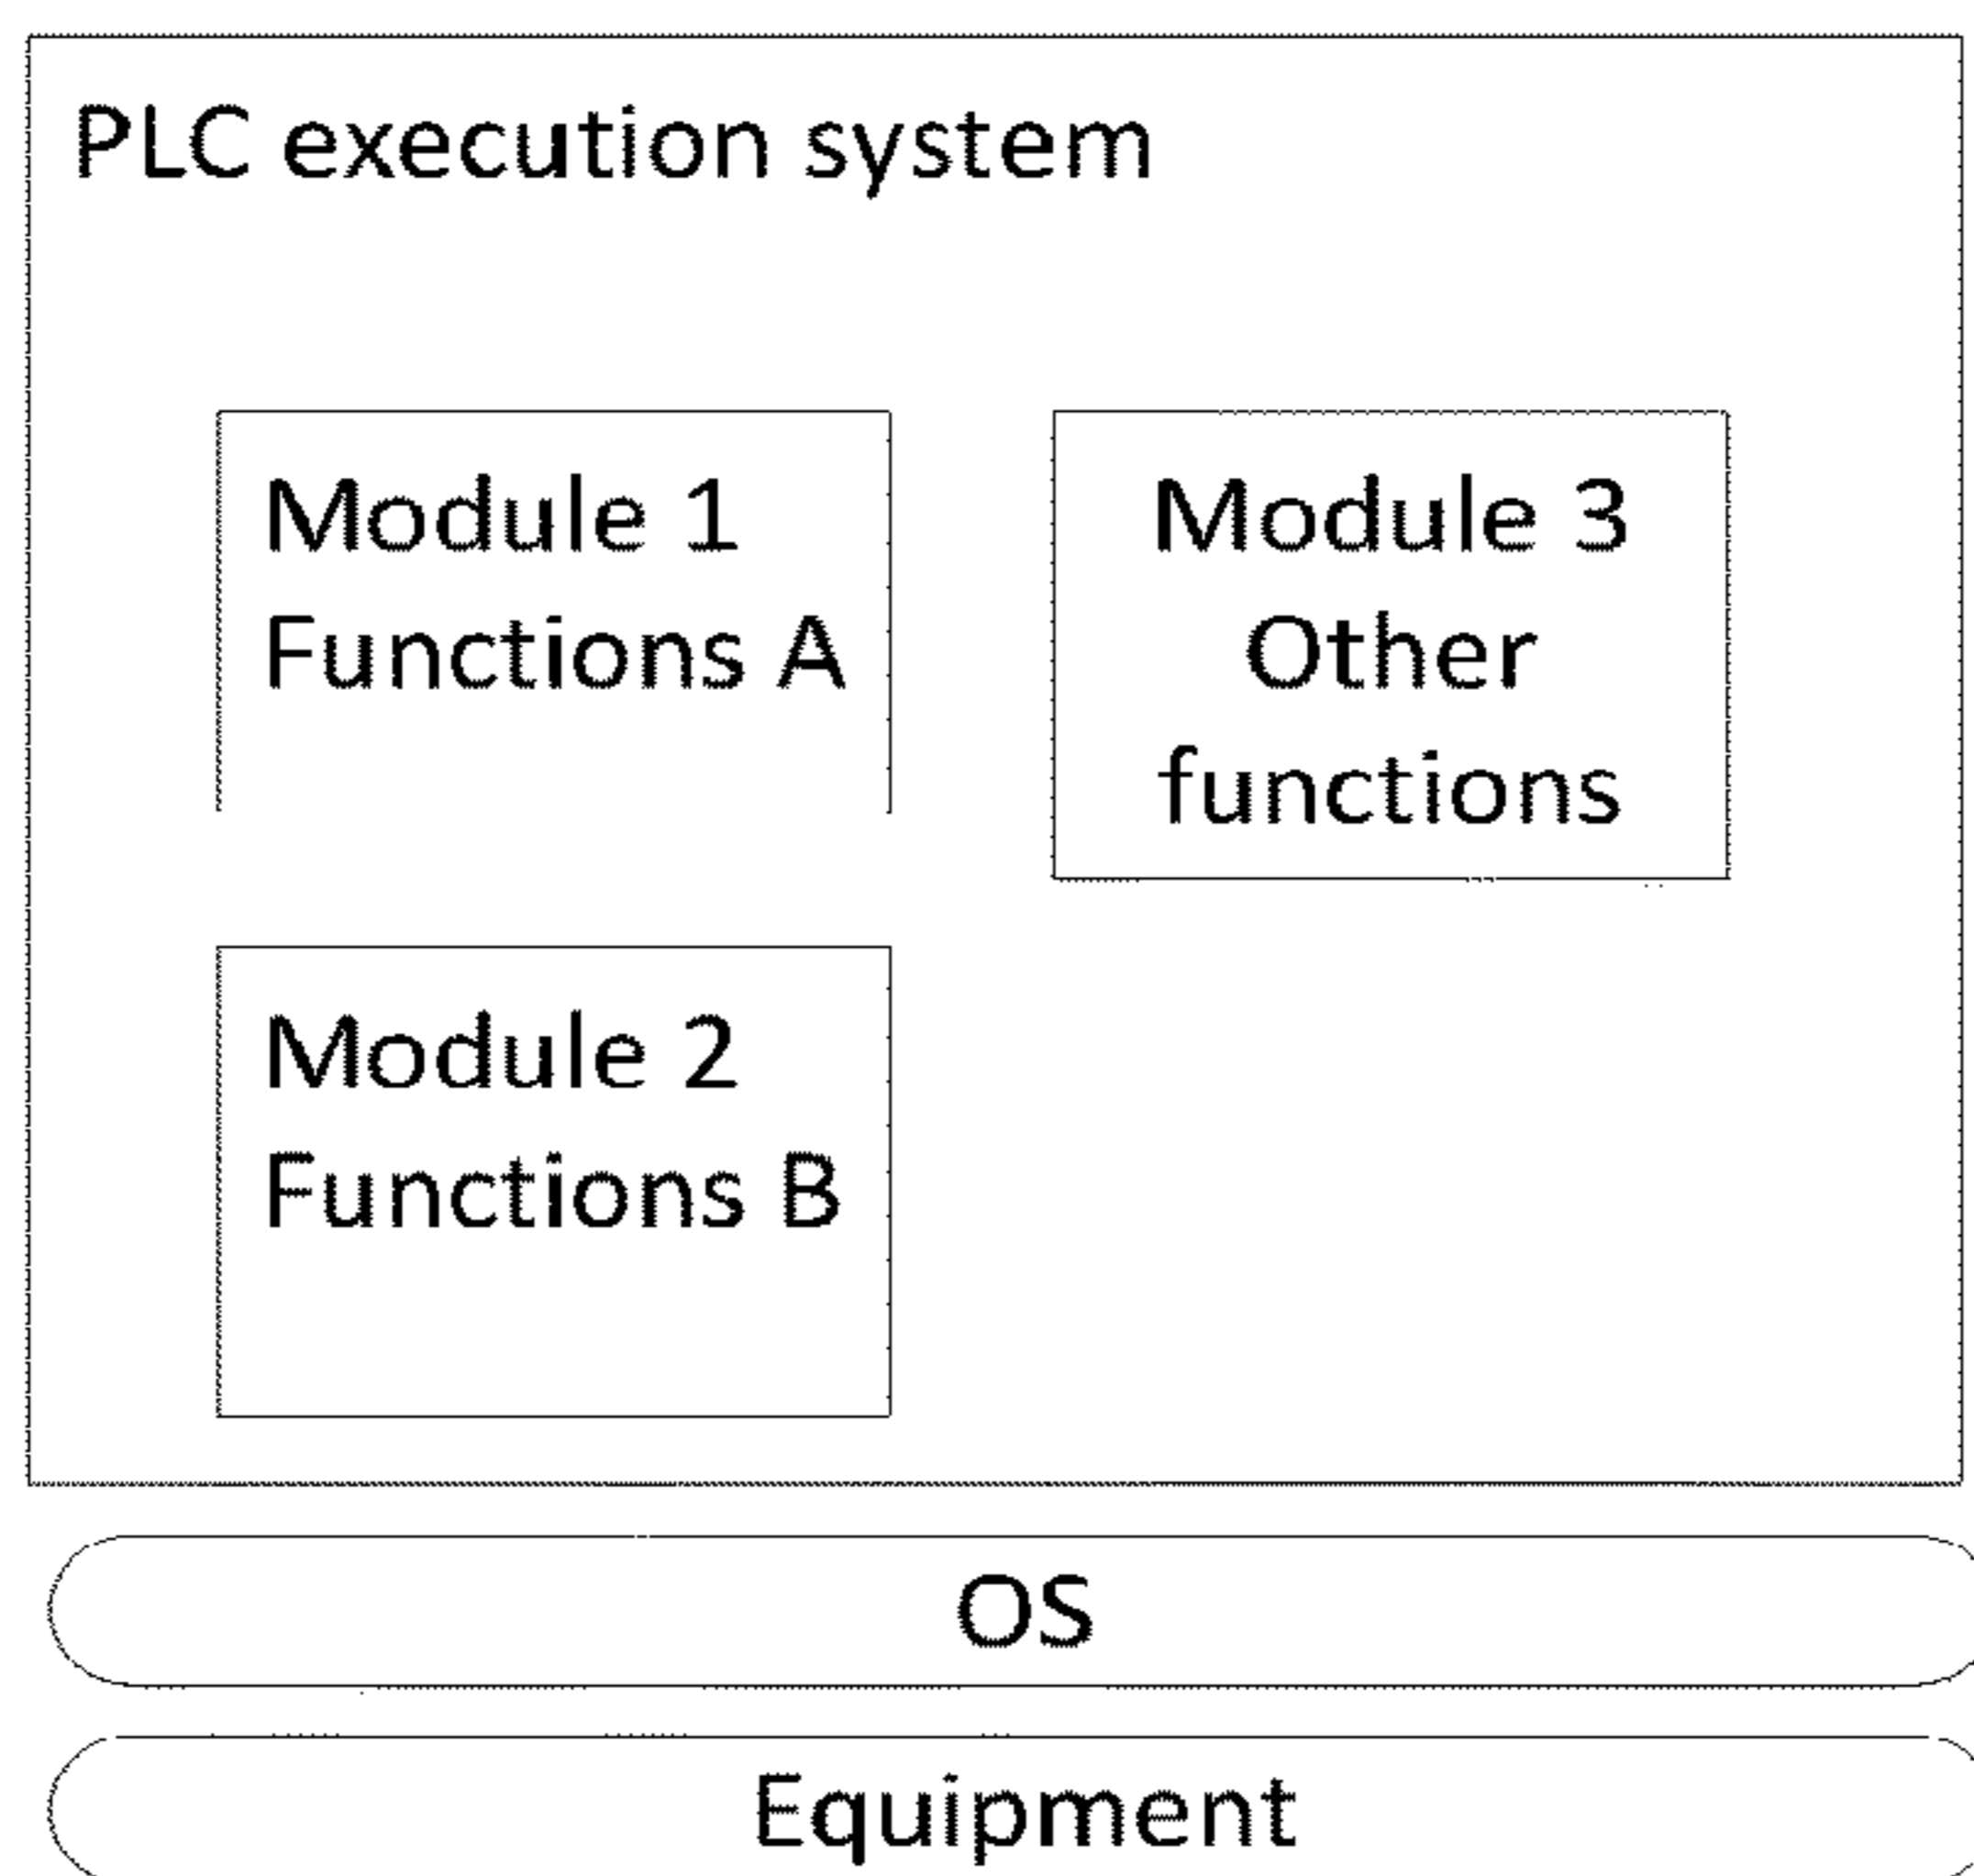 PLC execution system
Module 1
Functions A
Module 3
Other
functions
Module 2
Functions B
OS
Equipment